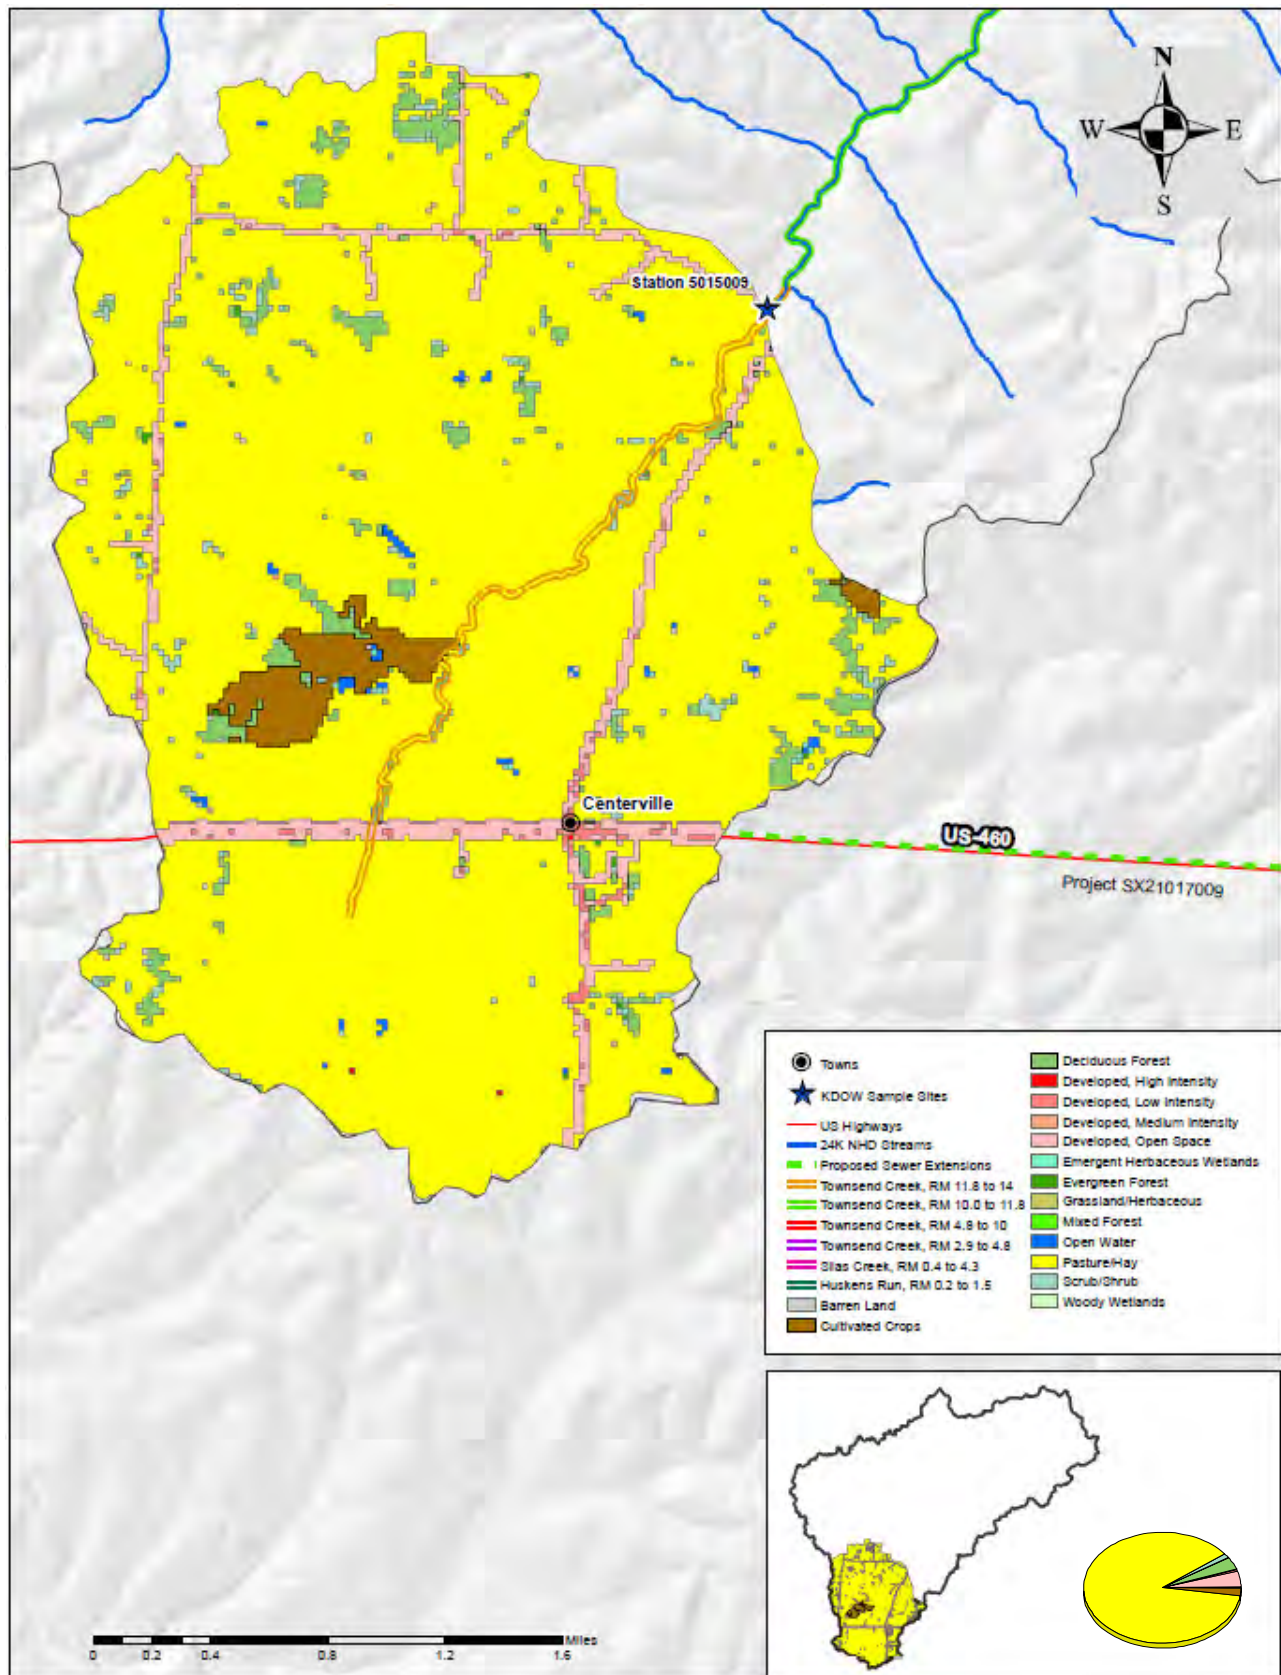 N
W
E
S
Station 5015009
Centerville
US-460
Project SX21017009
Towns
KDOW Sample Sites
US Highways
24K NHD Streams
Proposed Sewer Extensions
Townsend Creek, RM 11.8 to 14
Townsend Creek, RM 10.0 to 11.8
Townsend Creek, RM 4.8 to 10
Townsend Creek, RM 2.9 to 4.8
Silas Creek, RM 0.4 to 4.3
Huskens Run, RM 0.2 to 1.5
Barren Land
Cultivated Crops
Deciduous Forest
Developed, High Intensity
Developed, Low Intensity
Developed, Medium Intensity
Developed, Open Space
Emergent Herbaceous Wetlands
Evergreen Forest
Grassland/Herbaceous
Mixed Forest
Open Water
Pasture/Hay
Scrub/Shrub
Woody Wetlands
Miles
0 0.2 0.4 0.8 1.2 1.6